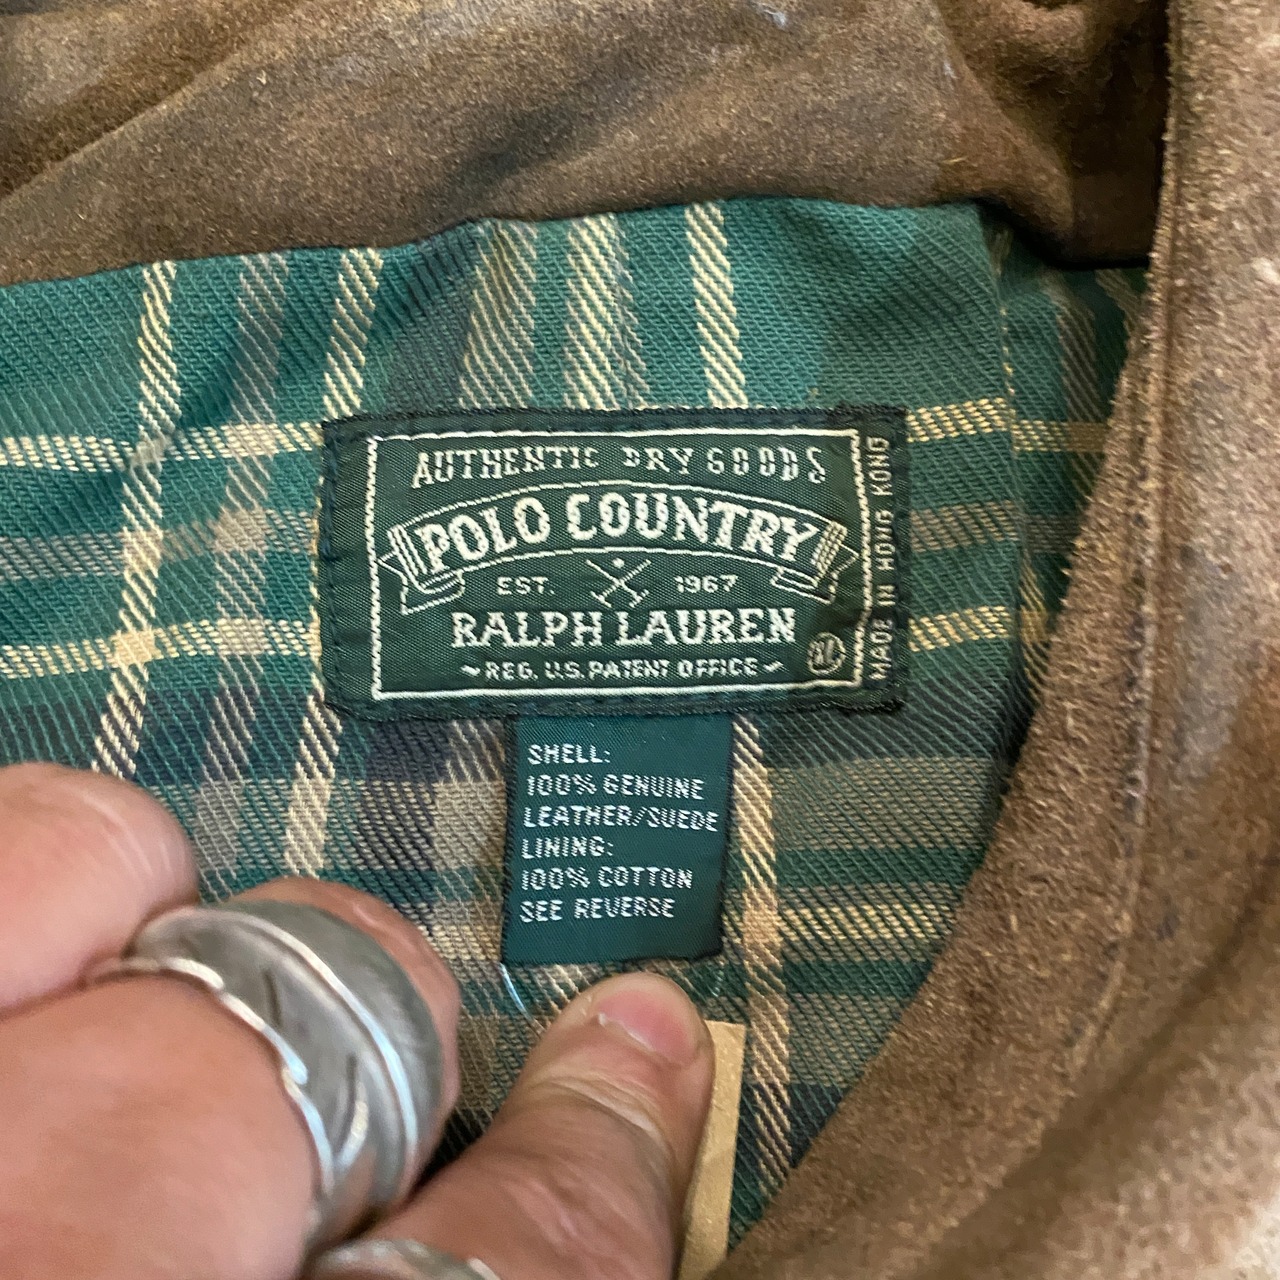 AUTHENTIC DRY GOODS
POLO COUNTRY
EST. 1967
RALPH LAUREN
~REG. U.S. PATENT OFFICE~
MADE IN HONG KONG
SHELL:
100% GENUINE
LEATHER/SUEDE
LINING:
100% COTTON
SEE REVERSE